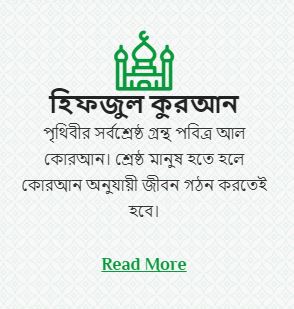 হিফজুল কুরআন
পৃথিবীর সর্বশ্রেষ্ঠ গ্রন্থ পবিত্র আল
কোরআন। শ্রেষ্ঠ মানুষ হতে হলে
কোরআন অনুযায়ী জীবন গঠন করতেই
হবে।
Read More